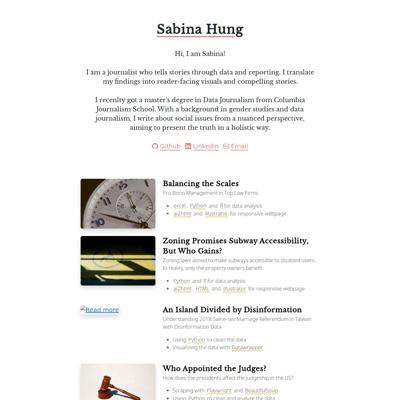 Sabina Hung
Hi, I am Sabina!
I am a journalist who tells stories through data and reporting. I translate
my findings into reader-facing visuals and compelling stories.
I recenlty got a master's degree in Data Journalism from Columbia
Journalism School. With a background in gender studies and data
journalism, I write about social issues from a nuanced perspective,
aiming to present the truth in a holistic way.
Github Linkedin Email
Balancing the Scales
Pro Bono Management in Top Law Firms
excel, Python and R for data analysis
ai2html and illustrator for responsive webpage
Zoning Promises Subway Accessibility,
But Who Gains?
Zoning laws aimed to make subways accessible to disabled users.
In reality, only the property owners benefit
Python and R for data analysis
ai2html, HTML and illustrator for responsive webpage
Read more
An Island Divided by Disinformation
Understanding 2018 Same-sex Marriage Referendum in Taiwan
with Disinformation Data
Using Python to clean the data
Visualizing the data with Datawrapper
Who Appointed the Judges?
How does the presidents affect the judgeship in the US?
Scraping with Playwright and BeautifulSoup
Using Python to clean and analyze the data